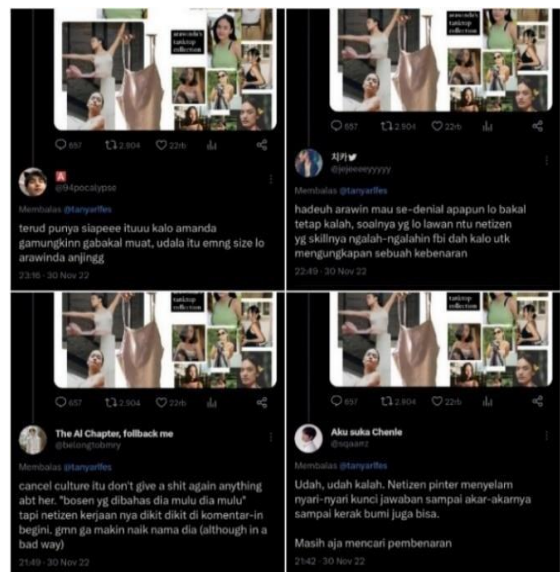 arawinda's
tanktop
collection
657 2.904 22rb
A
@94pocalypse
Membalas @tanyarlfes
terud punya siapeee ituuu kalo amanda
gamungkinn gabakal muat, udala itu emng size lo
arawinda anjingg
23:16 · 30 Nov 22
tanktop
collection
657 2.904 22rb
치카
@jejeeeeyyyyy
Membalas @tanyarlfes
hadeuh arawin mau se-denial apapun lo bakal
tetap kalah, soalnya yg lo lawan ntu netizen
yg skillnya ngalah-ngalahin fbi dah kalo utk
mengungkapan sebuah kebenaran
22:49 · 30 Nov 22
tanktop
collection
657 2.904 22rb
The Al Chapter, follback me
@belongtobmry
Membalas @tanyarlfes
cancel culture itu don't give a shit again anything
abt her. "bosen yg dibahas dia mulu dia mulu"
tapi netizen kerjaan nya dikit dikit di komentar-in
begini. gmn ga makin naik nama dia (although in a
bad way)
21:49 · 30 Nov 22
tanktop
collection
657 2.904 22rb
Aku suka Chenle
@sqaanz
Membalas @tanyarlfes
Udah, udah kalah. Netizen pinter menyelam
nyari-nyari kunci jawaban sampai akar-akarnya
sampai kerak bumi juga bisa.
Masih aja mencari pembenaran
21:42 · 30 Nov 22